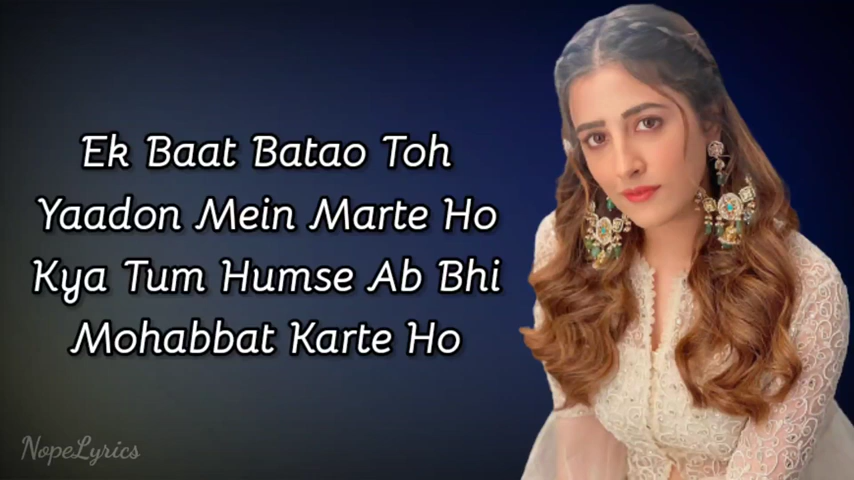 Ek Baat Batao Toh
Yaadon Mein Marte Ho
Kya Tum Humse Ab Bhi
Mohabbat Karte Ho
NopeLyrics